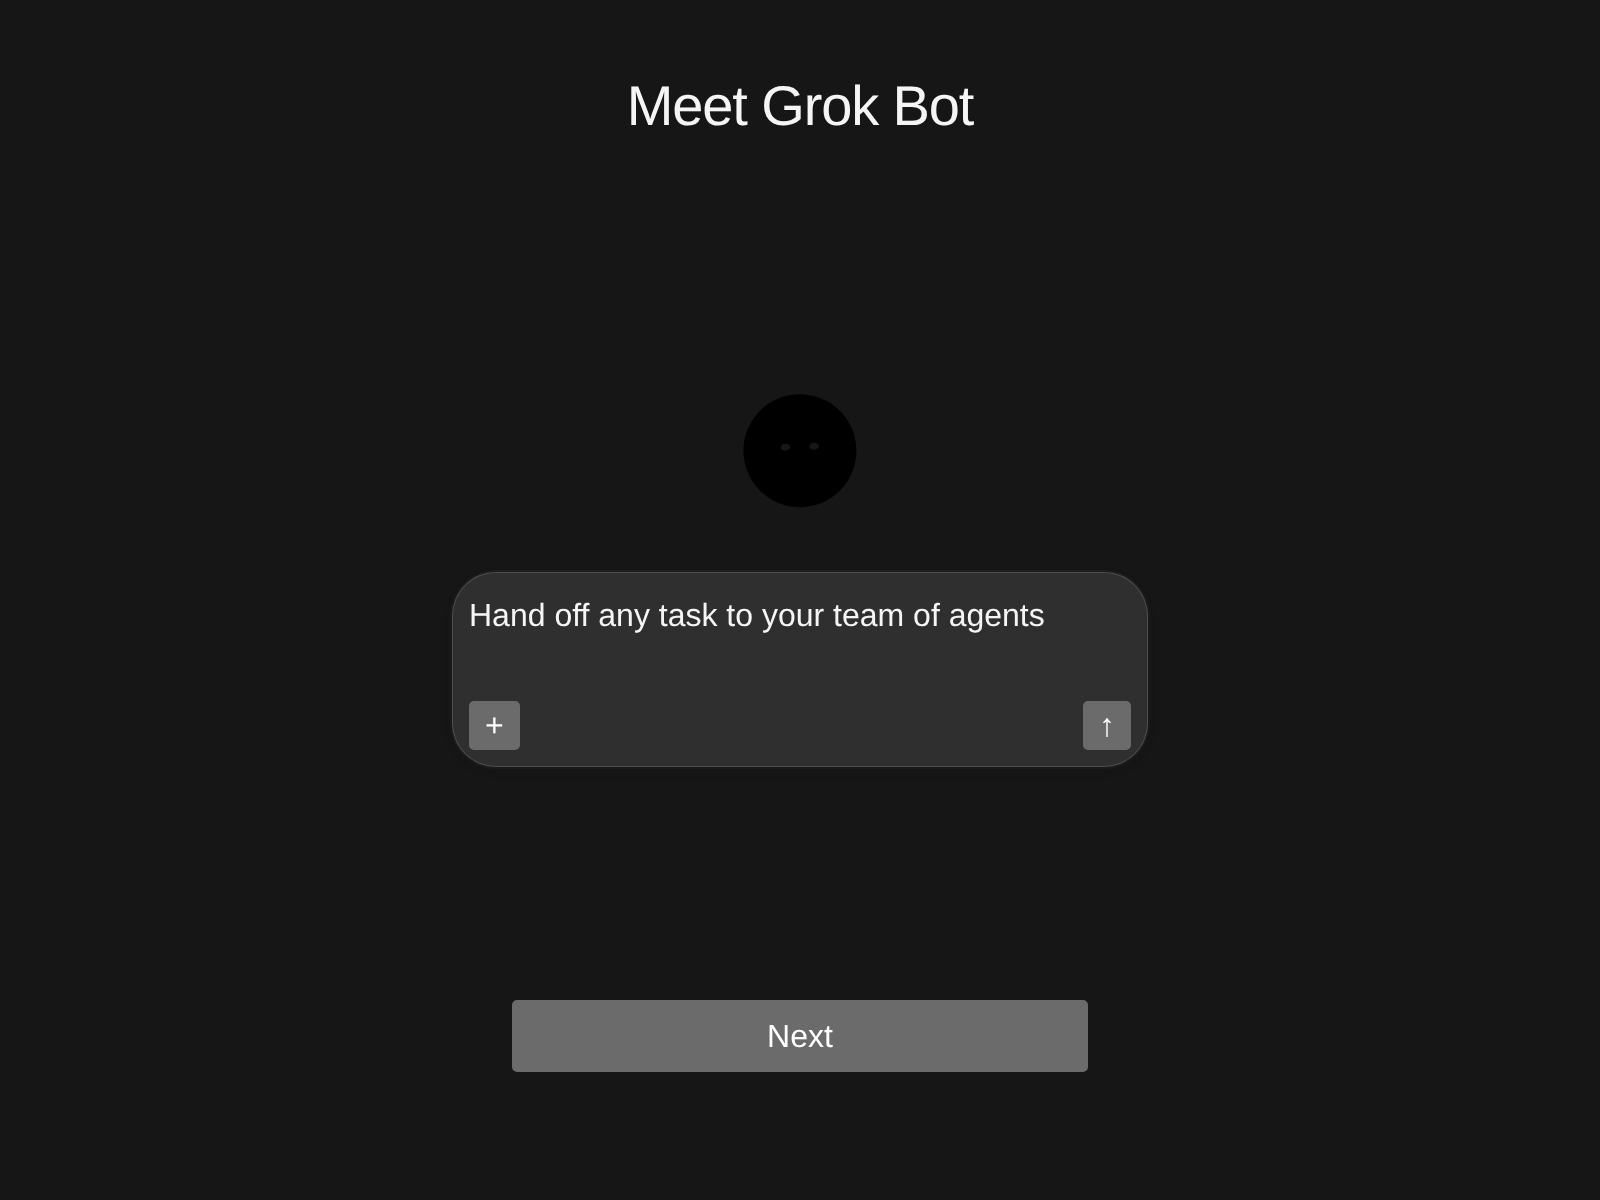 Meet Grok Bot
Hand off any task to your team of agents
+
↑
Next